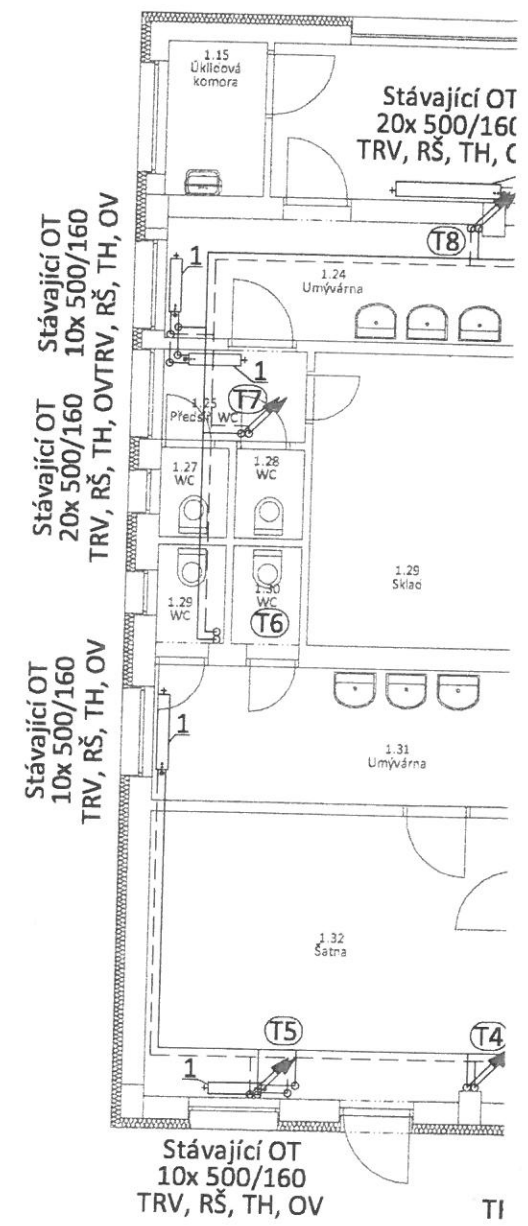 1.15
Úklidová
komora
Stávající OT
20x 500/160
TRV, RŠ, TH, O
T8
1
1.24
Umývárna
Stávající OT
10x 500/160
TRV, RŠ, TH, OV
Stávající OT
20x 500/160
TRV, RŠ, TH, OV
1
1.25
Předsíň WC
T7
1.27
WC
1.28
WC
1.29
WC
1.30
WC
T6
1.29
Sklad
Stávající OT
10x 500/160
TRV, RŠ, TH, OV
1
1.31
Umývárna
1.32
Šatna
T5
T4
1
Stávající OT
10x 500/160
TRV, RŠ, TH, OV